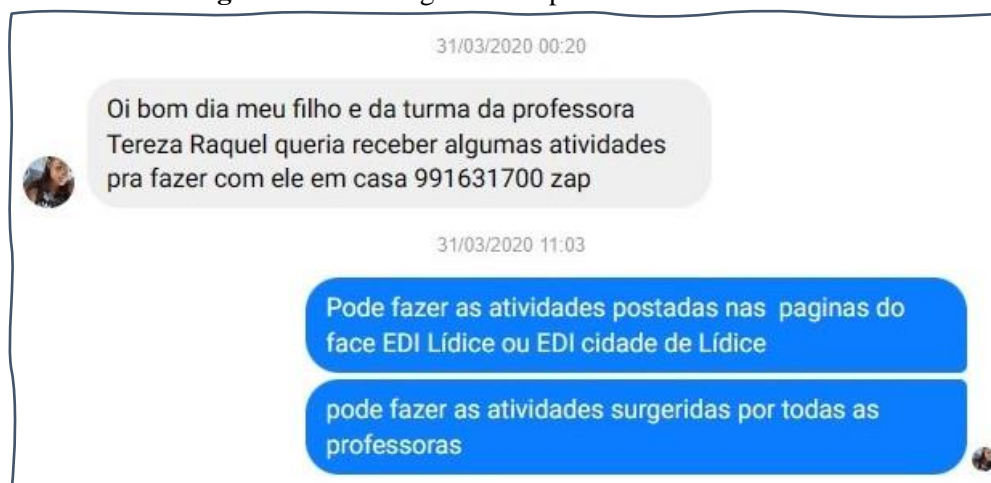 31/03/2020 00:20
Oi bom dia meu filho e da turma da professora
Tereza Raquel queria receber algumas atividades
pra fazer com ele em casa 991631700 zap
31/03/2020 11:03
Pode fazer as atividades postadas nas paginas do
face EDI Lídice ou EDI cidade de Lídice
pode fazer as atividades surgeridas por todas as
professoras